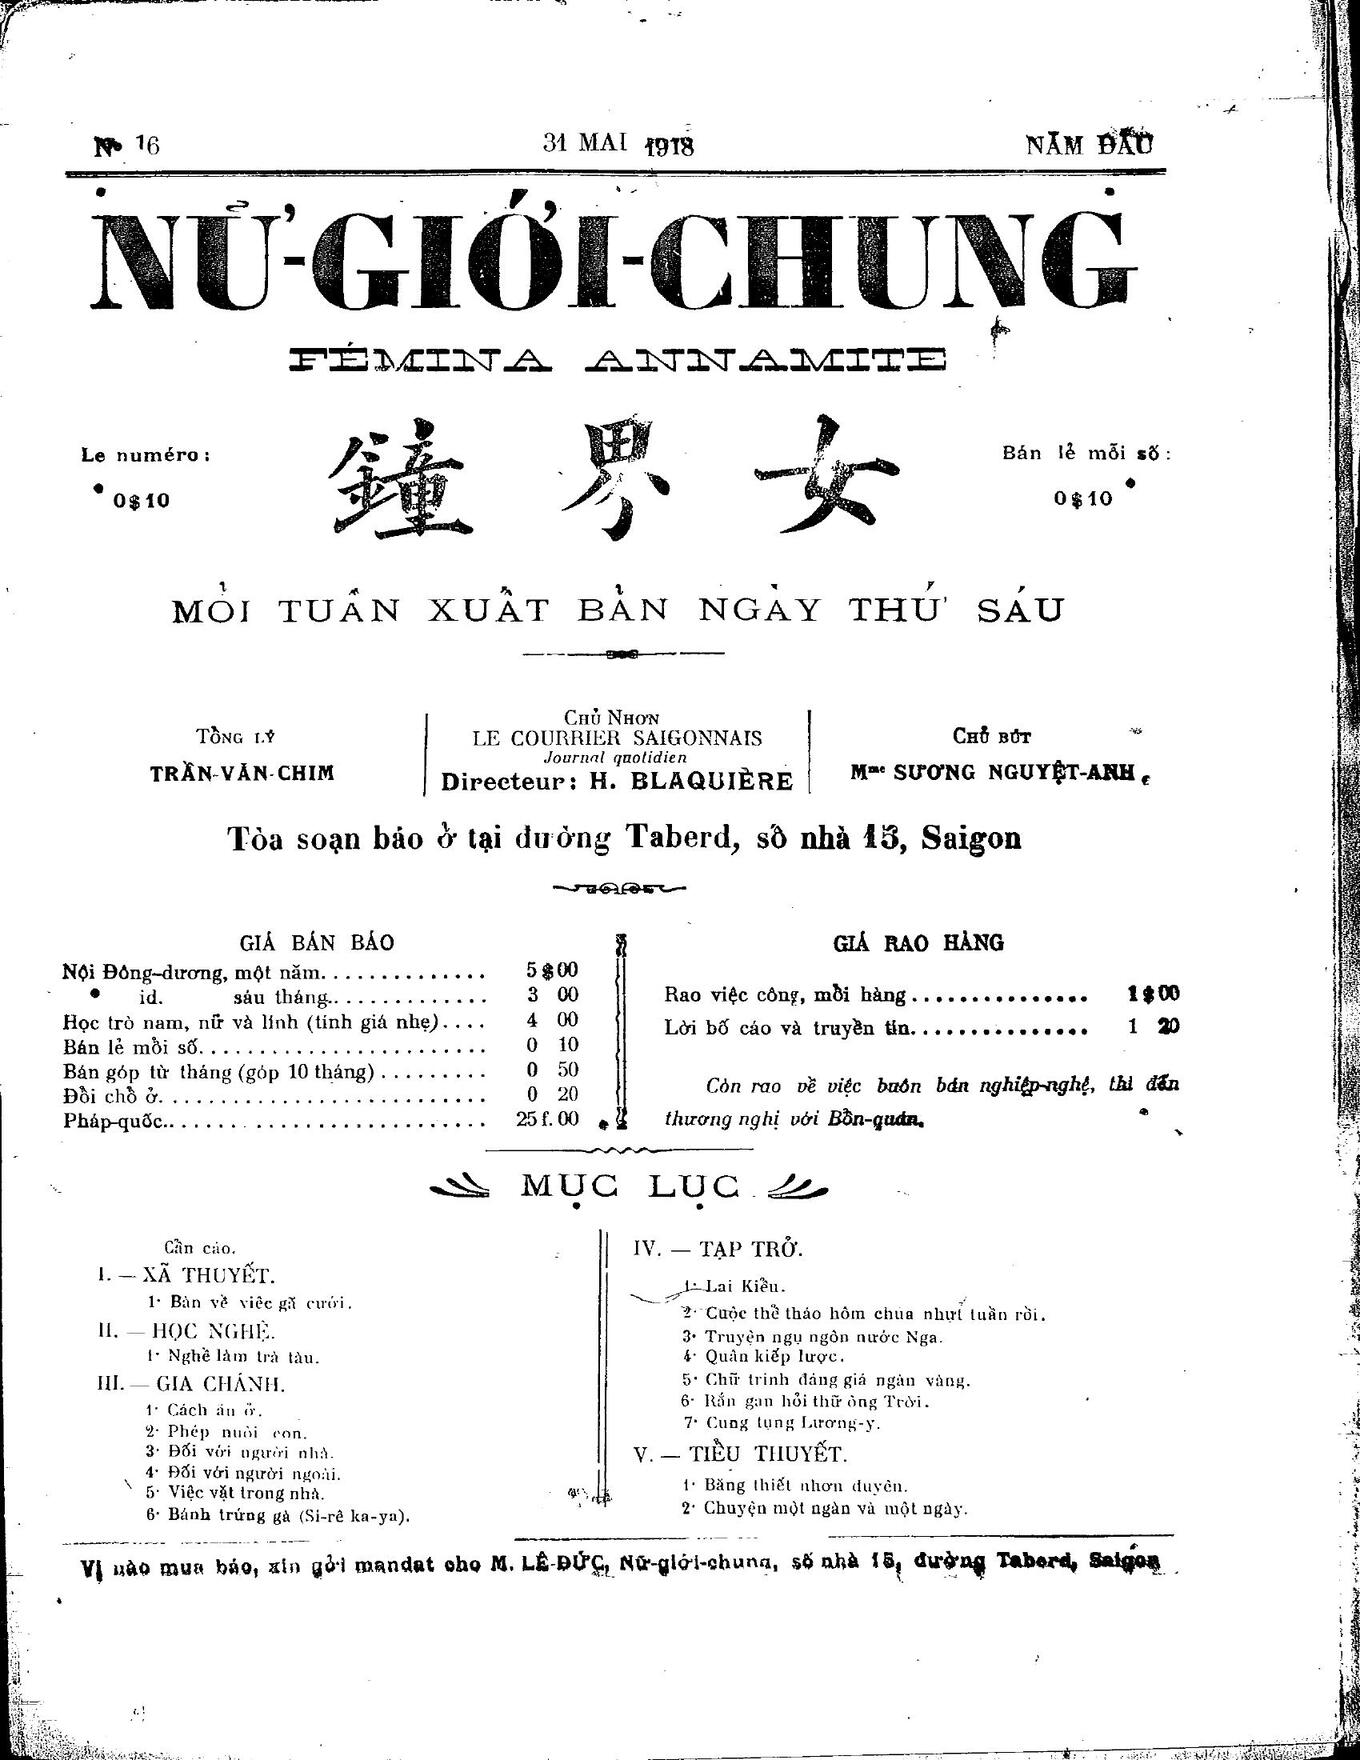 No 16
31 MAI 1918
NĂM ĐẦU
NỮ-GIỚI-CHUNG
FÉMINA ANNAMITE
Le numéro:
0$10
鐘界女
Bán lẻ mỗi số:
0$10
MỖI TUẦN XUẤT BẢN NGÀY THỨ SÁU
TỔNG LÝ
TRẦN-VĂN-CHIM
CHỦ NHƠN
LE COURRIER SAIGONNAIS
Journal quotidien
Directeur: H. BLAQUIÈRE
CHỦ BÚT
Mme SƯƠNG NGUYỆT-ANH
Tòa soạn báo ở tại đường Taberd, số nhà 15, Saigon
GIÁ BÁN BÁO
Nội Đông-dương, một năm.............. 5$00
id. sáu tháng.............. 3 00
Học trò nam, nữ và lính (tính giá nhẹ).... 4 00
Bán lẻ mỗi số........................ 0 10
Bán góp từ tháng (góp 10 tháng)......... 0 50
Đổi chỗ ở........................... 0 20
Pháp-quốc........................... 25 f. 00
GIÁ RAO HÀNG
Rao việc công, mỗi hàng............... 1$00
Lời bố cáo và truyền tin............... 1 20
Còn rao về việc buôn bán nghiệp-nghệ, thì đến
thương nghị với Bổn-quán.
MỤC LỤC
Cẩn cáo.
I. — XÃ THUYẾT.
1· Bàn về việc gã cưới.
II. — HỌC NGHỆ.
1· Nghề làm trà tàu.
III. — GIA CHÁNH.
1· Cách ăn ở.
2· Phép nuôi con.
3· Đối với người nhà.
4· Đối với người ngoài.
5· Việc vặt trong nhà.
6· Bánh trứng gà (Si-rê ka-ya).
IV. — TẠP TRỞ.
1· Lai Kiều.
2· Cuộc thể tháo hôm chua nhựt tuần rồi.
3· Truyện ngụ ngôn nước Nga.
4· Quân kiếp lược.
5· Chữ trinh đáng giá ngàn vàng.
6· Rắn gan hỏi thử ông Trời.
7· Cung tụng Lương-y.
V. — TIỂU THUYẾT.
1· Băng thiết nhơn duyên.
2· Chuyện một ngàn và một ngày.
Vị nào mua báo, xin gởi mandat cho M. LÊ-ĐỨC, Nữ-giới-chung, số nhà 15, đường Taberd, Saigon